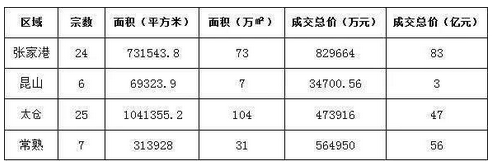 区域 宗数 面积（平方米） 面积（万㎡） 成交总价（万元） 成交总价（亿元）
张家港 24 731543.8 73 829664 83
昆山 6 69323.9 7 34700.56 3
太仓 25 1041355.2 104 473916 47
常熟 7 313928 31 564950 56